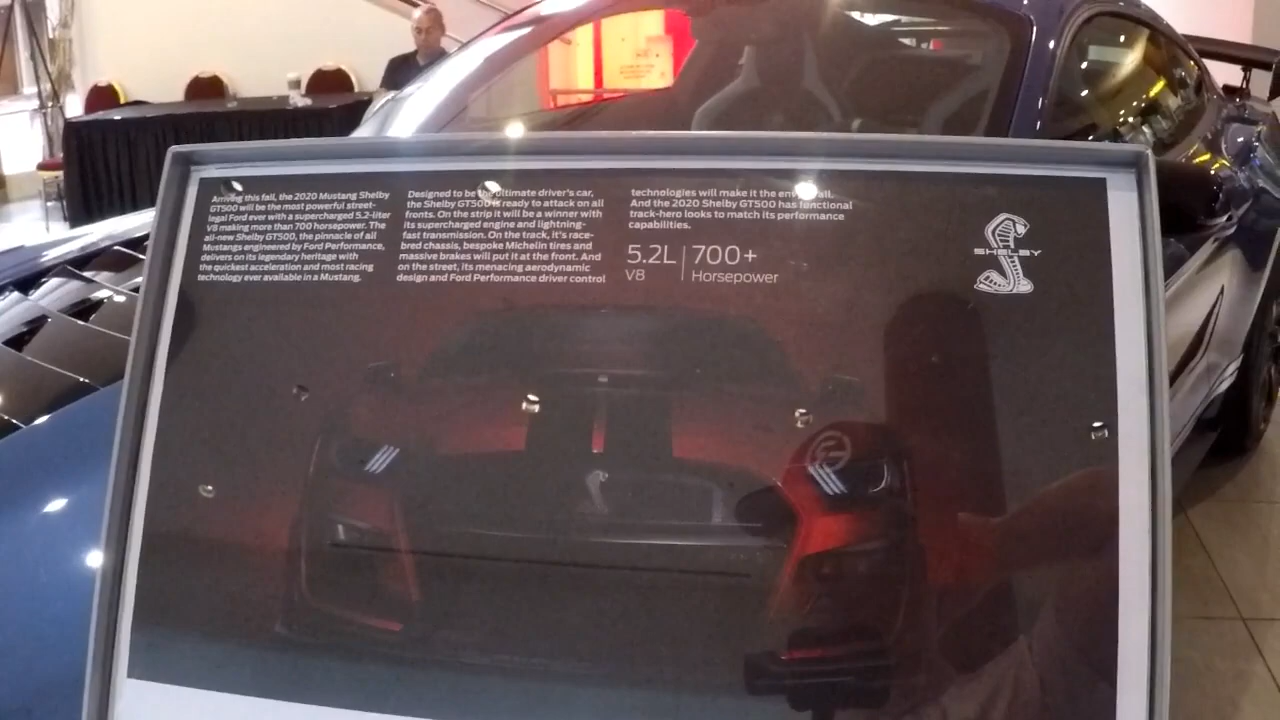 Arriving this fall, the 2020 Mustang Shelby
GT500 will be the most powerful street-
legal Ford ever with a supercharged 5.2-liter
V8 making more than 700 horsepower. The
all-new Shelby GT500, the pinnacle of all
Mustangs engineered by Ford Performance,
delivers on its legendary heritage with
the quickest acceleration and most racing
technology ever available in a Mustang.
Designed to be the ultimate driver's car,
the Shelby GT500 is ready to attack on all
fronts. On the strip it will be a winner with
its supercharged engine and lightning-
fast transmission. On the track, it's race-
bred chassis, bespoke Michelin tires and
massive brakes will put it at the front. And
on the street, its menacing aerodynamic
design and Ford Performance driver control
technologies will make it the all.
And the 2020 Shelby GT500 has functional
track-hero looks to match its performance
capabilities.
5.2L
V8
700+
Horsepower
SHELBY